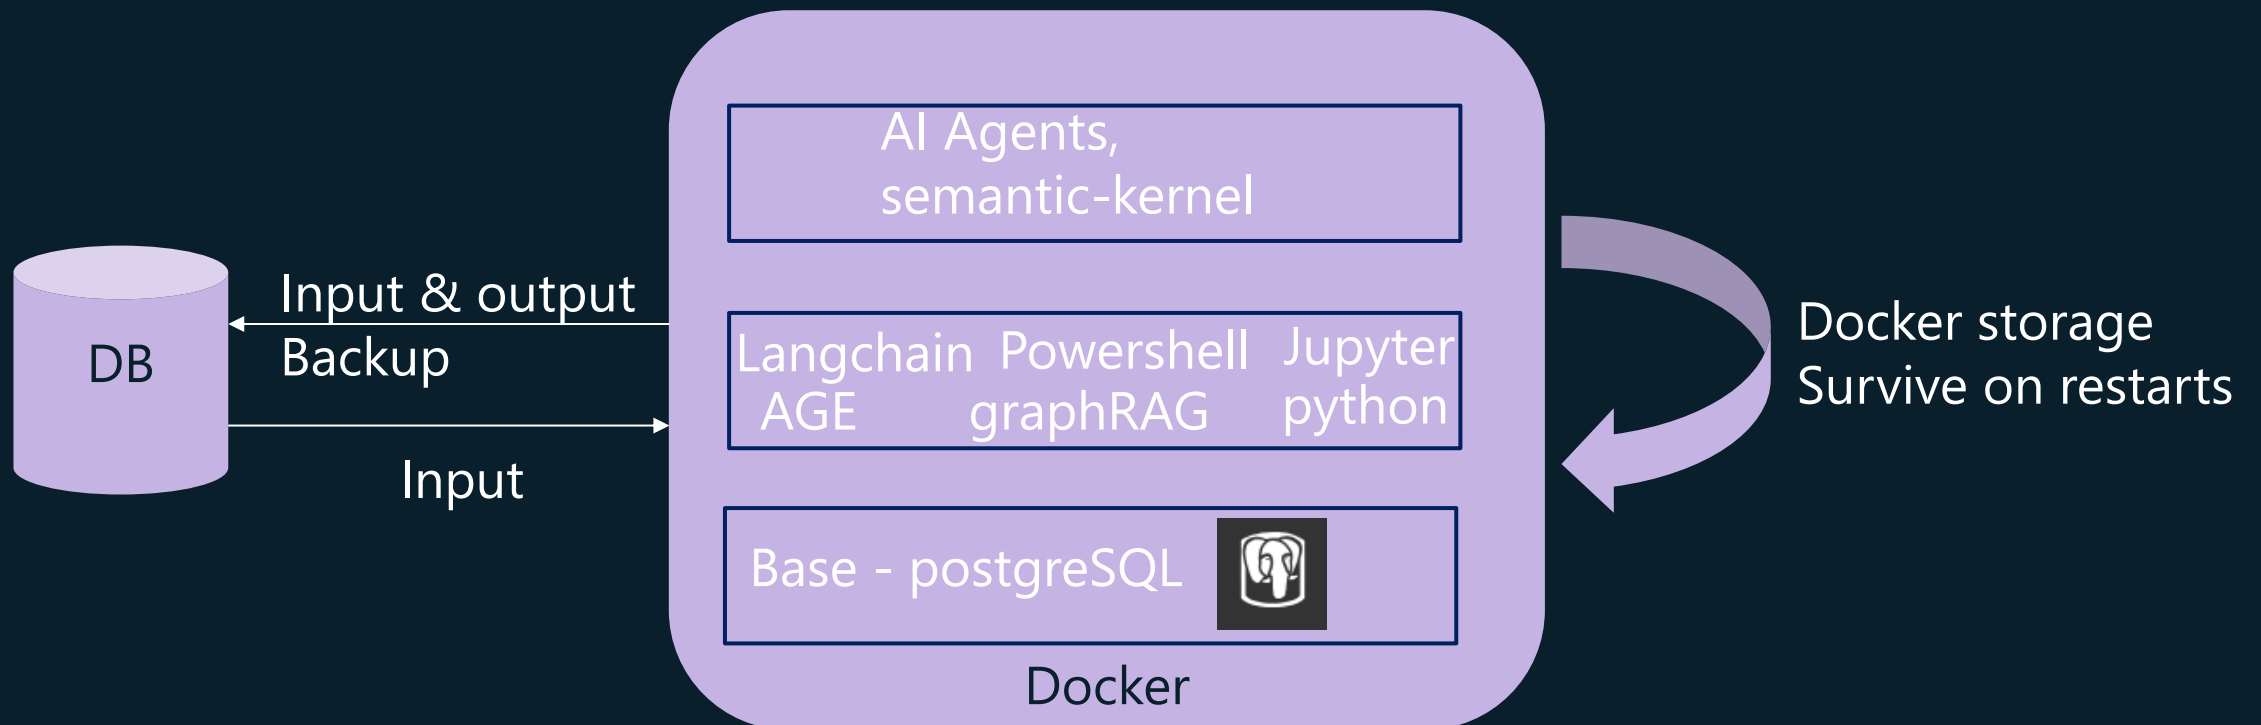 AI Agents,
semantic-kernel
Input & output
Backup
DB
Input
Langchain Powershell Jupyter
AGE graphRAG python
Base - postgreSQL
Docker
Docker storage
Survive on restarts